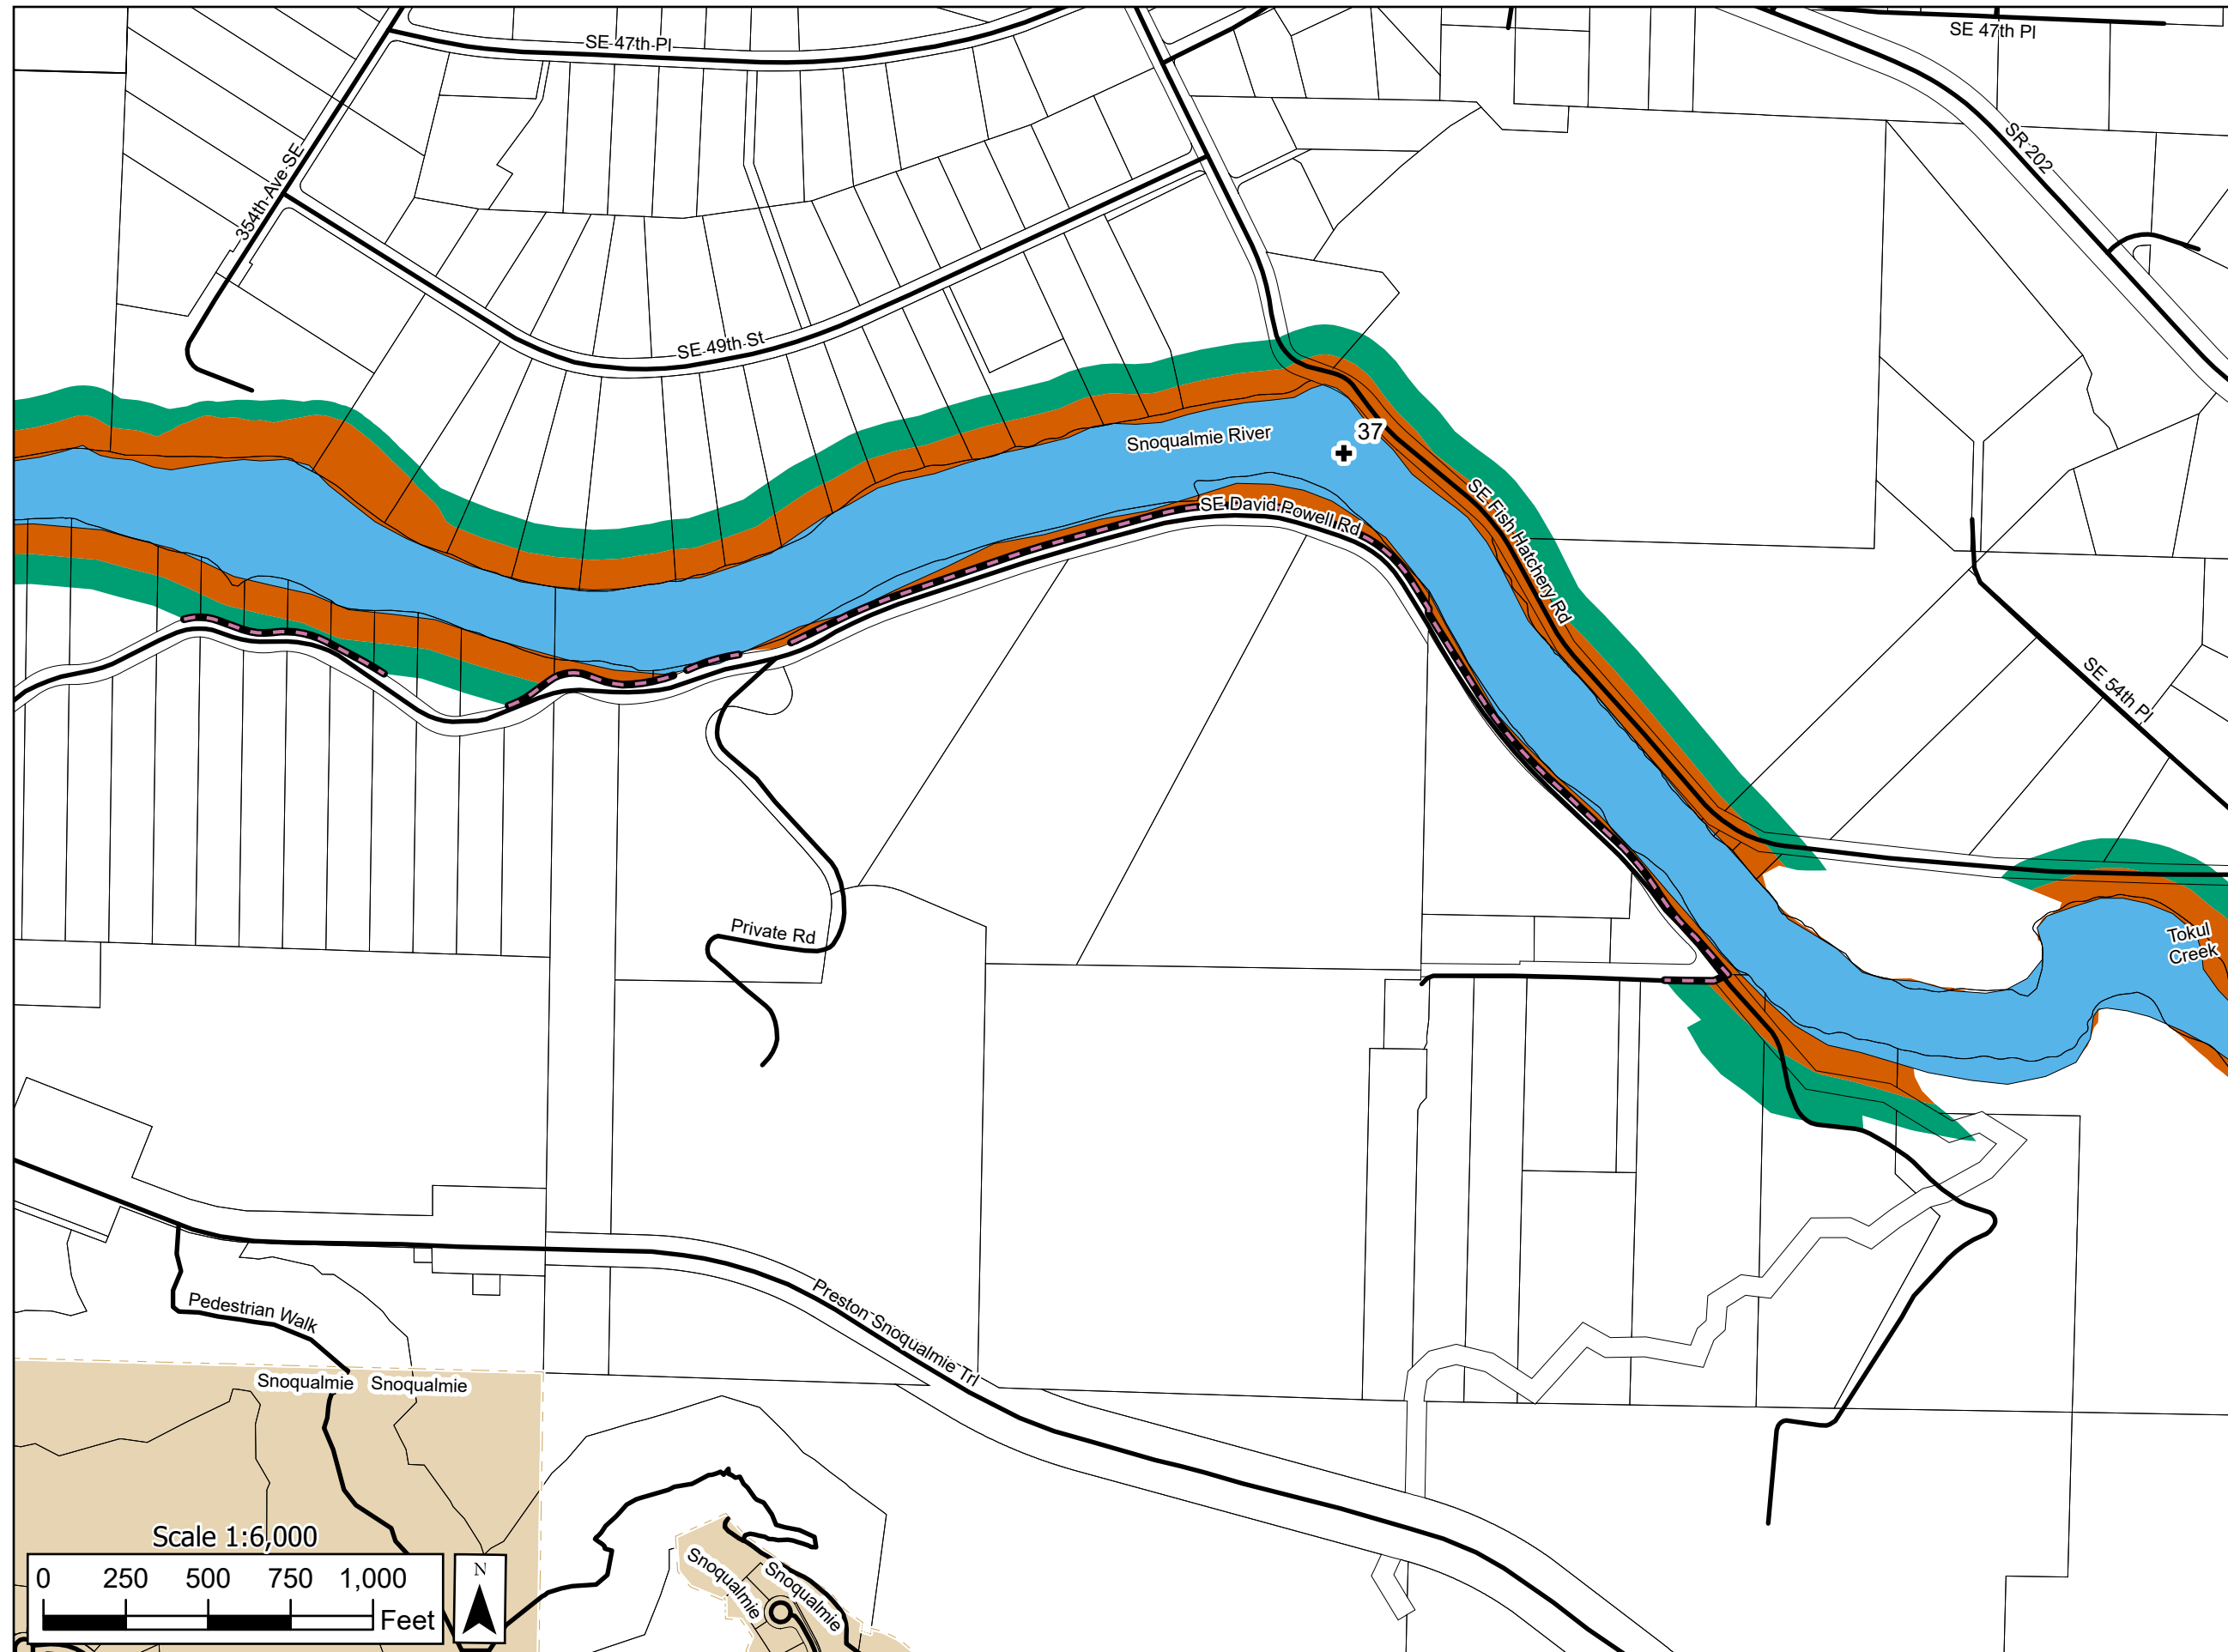 SE 47th Pl
SE 47th Pl
SR 202
354th Ave SE
SE 49th St
37
Snoqualmie River
SE David Powell Rd
SE Fish Hatchery Rd
SE 54th Pl
Private Rd
Tokul
Creek
Pedestrian Walk
Preston Snoqualmie Trl
Snoqualmie
Snoqualmie
Snoqualmie
Snoqualmie
Scale 1:6,000
0 250 500 750 1,000
Feet
N